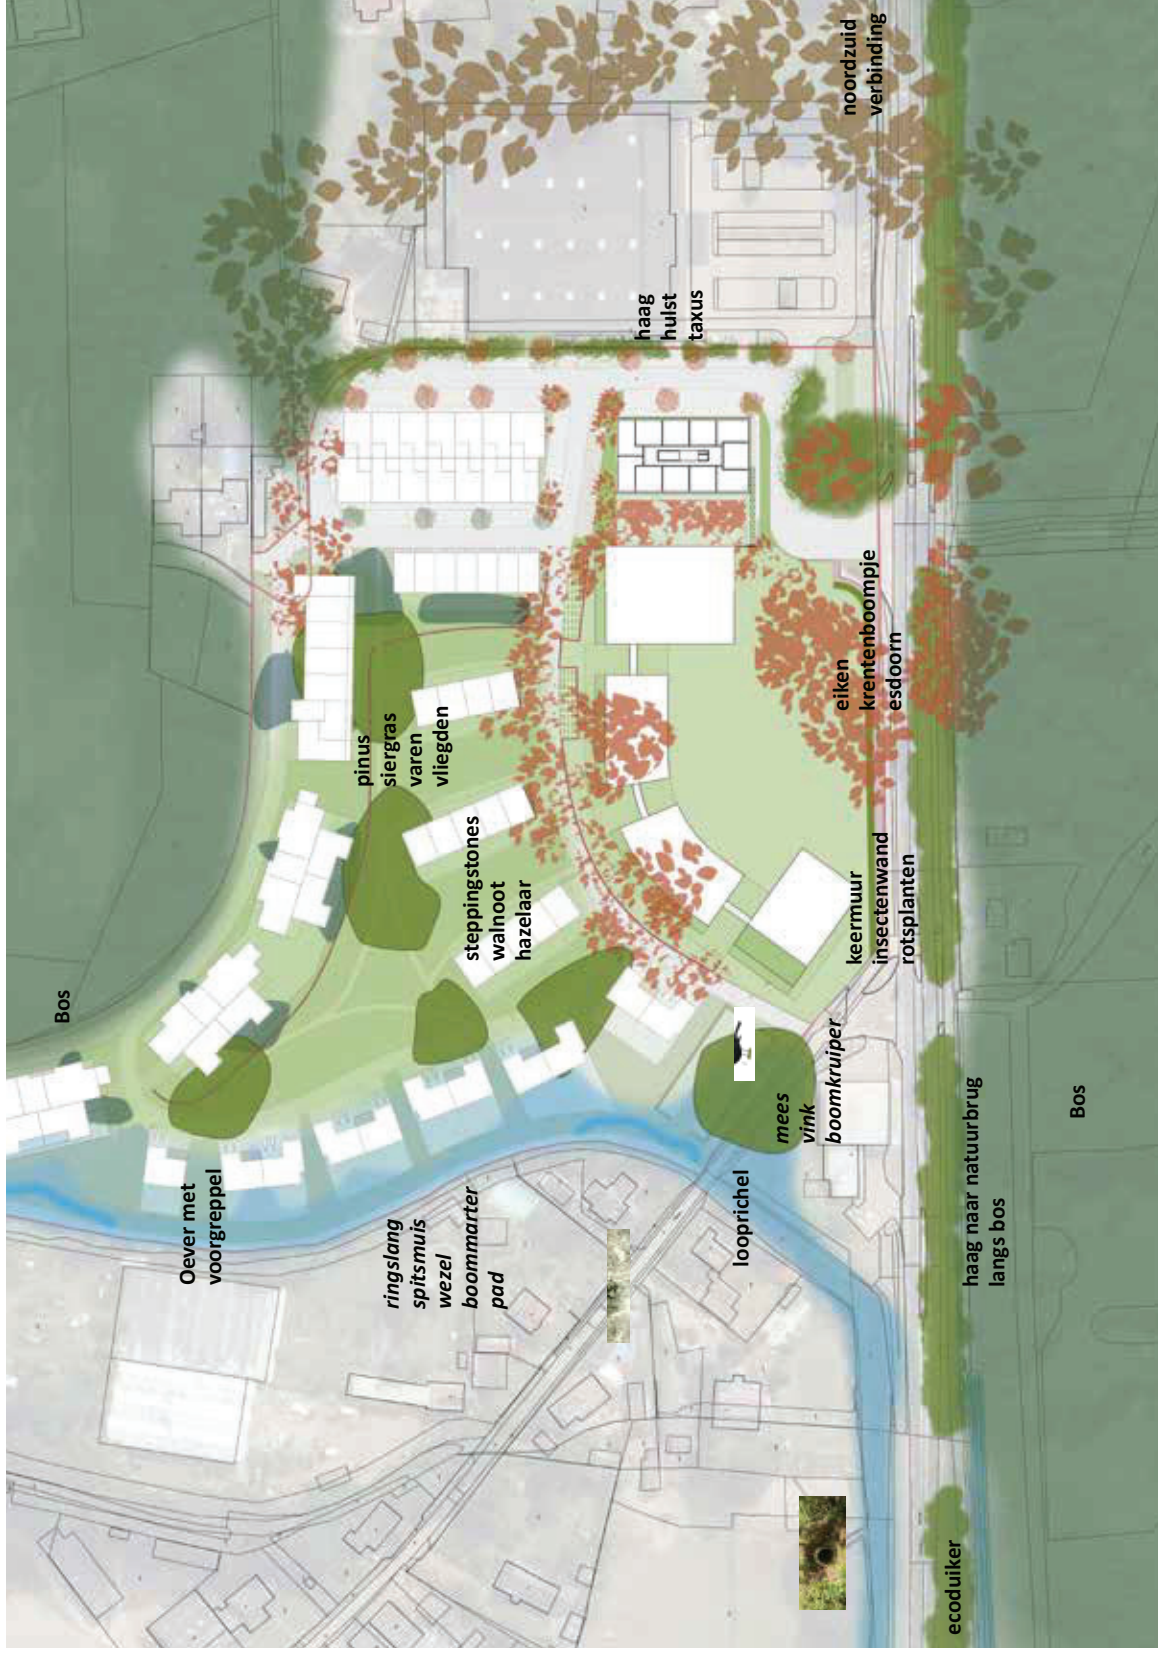 Bos
Oever met
voorgreppel
ringslang
spitsmuis
wezel
boommarter
pad
pinus
siergras
varen
vliegden
steppingstones
walnoot
hazelaar
haag
hulst
taxus
noordzuid
verbinding
looprichel
mees
vink
boomkruiper
keermuur
insectenwand
rotsplanten
eiken
krentenboompje
esdoorn
ecoduiker
haag naar natuurbrug
langs bos
Bos